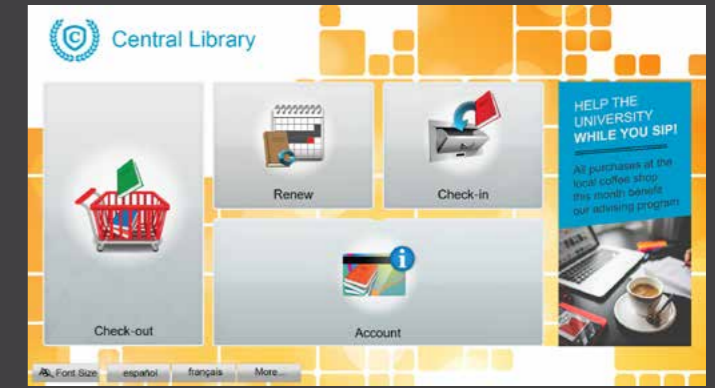 C
Central Library
Check-out
Renew
Check-in
i
Account
HELP THE
UNIVERSITY
WHILE YOU SIP!
All purchases at the
local coffee shop
this month benefit
our advising program
Font Size
español
français
More...